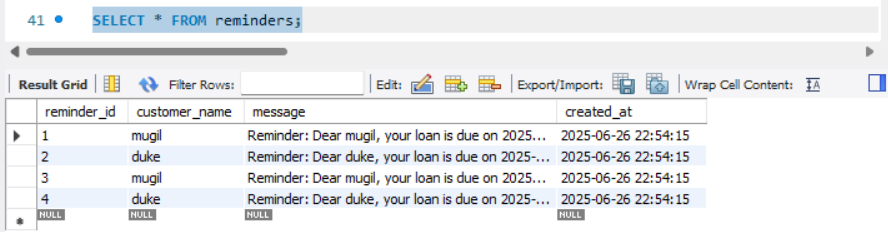 41 SELECT * FROM reminders;
Result Grid Filter Rows: Edit: Export/Import: Wrap Cell Content: IA
reminder_id customer_name message created_at
1 mugil Reminder: Dear mugil, your loan is due on 2025... 2025-06-26 22:54:15
2 duke Reminder: Dear duke, your loan is due on 2025-... 2025-06-26 22:54:15
3 mugil Reminder: Dear mugil, your loan is due on 2025... 2025-06-26 22:54:15
4 duke Reminder: Dear duke, your loan is due on 2025-... 2025-06-26 22:54:15
NULL NULL NULL NULL